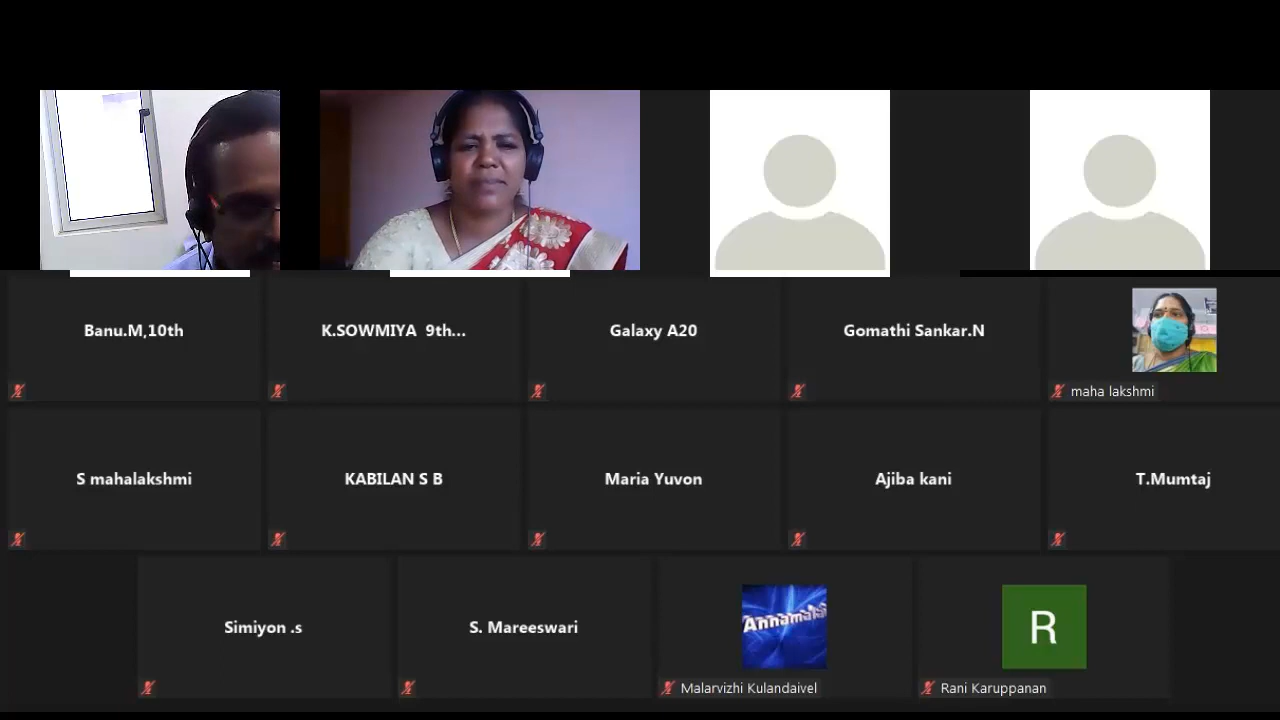 Banu.M,10th
K.SOWMIYA 9th...
Galaxy A20
Gomathi Sankar.N
maha lakshmi
S mahalakshmi
KABILAN S B
Maria Yuvon
Ajiba kani
T.Mumtaj
Simiyon .s
S. Mareeswari
Annamalai
Malarvizhi Kulandaivel
R
Rani Karuppanan